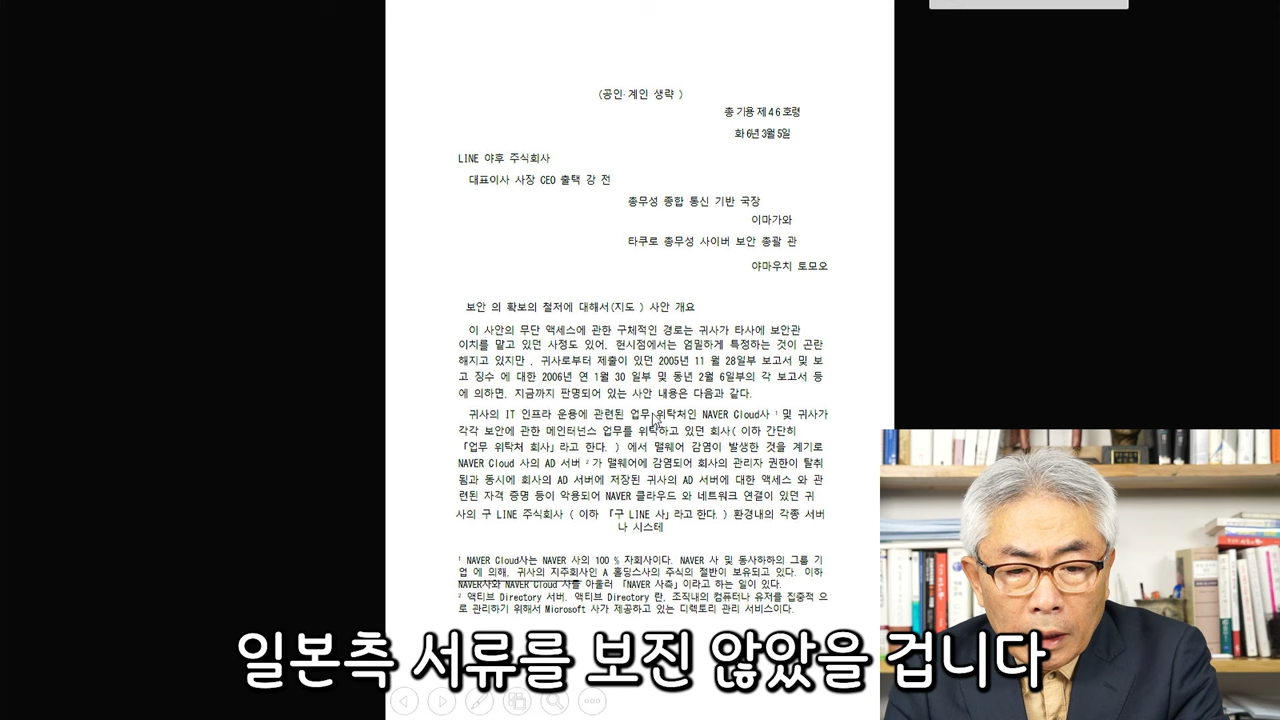 (공인·계인 생략 )
총 기용 제 4 6 호령
화 6년 3월 5일
LINE 야후 주식회사
대표이사 사장 CEO 출택 강 전
총무성 종합 통신 기반 국장
이마가와
타쿠로 총무성 사이버 보안 총괄 관
야마우치 토모오
보안 의 확보의 철저에 대해서(지도 ) 사안 개요
이 사안의 무단 액세스에 관한 구체적인 경로는 귀사가 타사에 보안관
이치를 맡고 있던 사정도 있어, 현시점에서는 엄밀하게 특정하는 것이 곤란
해지고 있지만 , 귀사로부터 제출이 있던 2005년 11 월 28일부 보고서 및 보
고 징수 에 대한 2006년 연 1월 30 일부 및 동년 2월 6일부의 각 보고서 등
에 의하면, 지금까지 판명되어 있는 사안 내용은 다음과 같다.
귀사의 IT 인프라 운용에 관련된 업무 위탁처인 NAVER Cloud사 ¹ 및 귀사가
각각 보안에 관한 메인터넌스 업무를 위탁하고 있던 회사( 이하 간단히
「업무 위탁처 회사」라고 한다. ) 에서 맬웨어 감염이 발생한 것을 계기로
NAVER Cloud 사의 AD 서버 ² 가 맬웨어에 감염되어 회사의 관리자 권한이 탈취
됨과 동시에 회사의 AD 서버에 저장된 귀사의 AD 서버에 대한 액세스 와 관
련된 자격 증명 등이 악용되어 NAVER 클라우드 와 네트워크 연결이 있던 귀
사의 구 LINE 주식회사 ( 이하 「구 LINE 사」라고 한다. ) 환경내의 각종 서버
나 시스테
¹ NAVER Cloud사는 NAVER 사의 100 % 자회사이다. NAVER 사 및 동사하하의 그룹 기
업 에 의해, 귀사의 지주회사인 A 홀딩스사의 주식의 절반이 보유되고 있다. 이하
NAVER사와 NAVER Cloud 사를 아울러 「NAVER 사측」이라고 하는 일이 있다.
² 액티브 Directory 서버. 액티브 Directory 란, 조직내의 컴퓨터나 유저를 집중적 으
로 관리하기 위해서 Microsoft 사가 제공하고 있는 디렉토리 관리 서비스이다.
일본측 서류를 보진 않았을 겁니다